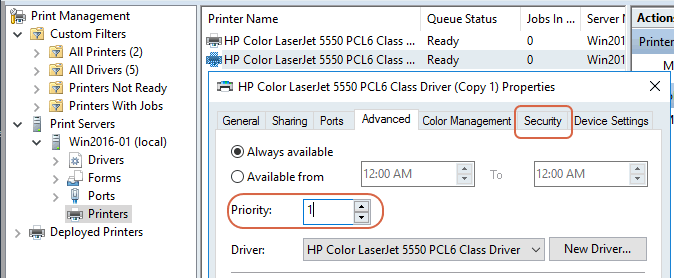 Print Management
Custom Filters
All Printers (2)
All Drivers (5)
Printers Not Ready
Printers With Jobs
Print Servers
Win2016-01 (local)
Drivers
Forms
Ports
Printers
Deployed Printers
Printer Name Queue Status Jobs In ... Server N
HP Color LaserJet 5550 PCL6 Class ... Ready 0 Win201
HP Color LaserJet 5550 PCL6 Class ... Ready 0 Win201
Actions
Printer
M
HP Color LaserJet 5550 PCL6 Class Driver (Copy 1) Properties
General Sharing Ports Advanced Color Management Security Device Settings
Always available
Available from 12:00 AM To 12:00 AM
Priority: 1
Driver: HP Color LaserJet 5550 PCL6 Class Driver New Driver...